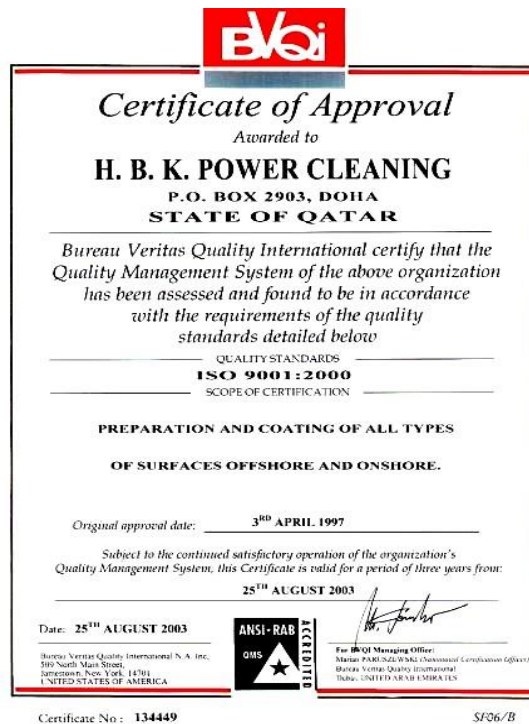 BVQi
Certificate of Approval
Awarded to
H. B. K. POWER CLEANING
P.O. BOX 2903, DOHA
STATE OF QATAR
Bureau Veritas Quality International certify that the
Quality Management System of the above organization
has been assessed and found to be in accordance
with the requirements of the quality
standards detailed below
QUALITY STANDARDS
ISO 9001:2000
SCOPE OF CERTIFICATION
PREPARATION AND COATING OF ALL TYPES
OF SURFACES OFFSHORE AND ONSHORE.
Original approval date: 3RD APRIL 1997
Subject to the continued satisfactory operation of the organization's
Quality Management System, this Certificate is valid for a period of three years from:
25TH AUGUST 2003
Date: 25TH AUGUST 2003
Bureau Veritas Quality International N.A. Inc.,
509 North Main Street,
Jamestown, New York, 14701
UNITED STATES OF AMERICA
ANSI-RAB
QMS
ACCREDITED
For BVQI Managing Office:
Marian PARUSZEWSKI (Nominated Certification Officer)
Bureau Veritas Quality International
Dubai, UNITED ARAB EMIRATES
Certificate No : 134449
SF06/B